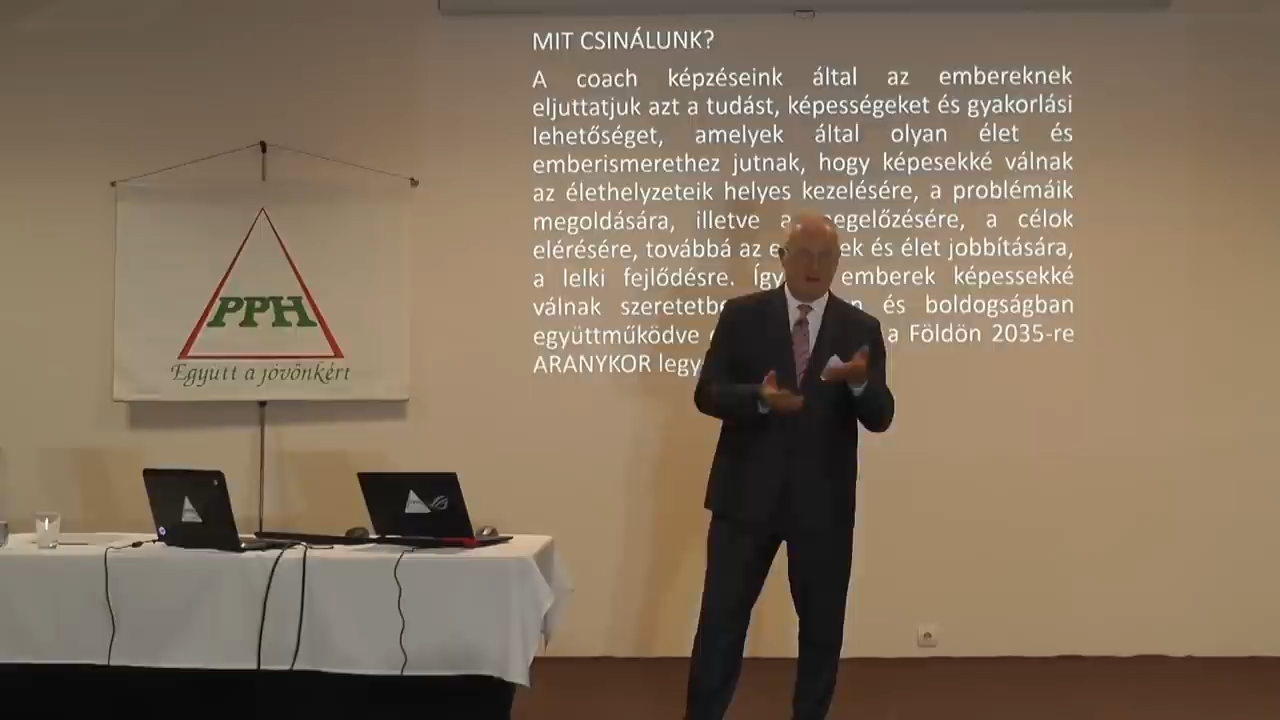 MIT CSINÁLUNK?
A coach képzéseink által az embereknek
eljuttatjuk azt a tudást, képességeket és gyakorlási
lehetőséget, amelyek által olyan élet és
emberismerethez jutnak, hogy képesekké válnak
az élethelyzeteik helyes kezelésére, a problémáik
megoldására, illetve a megelőzésére, a célok
elérésére, továbbá az és élet jobbítására,
a lelki fejlődésre. Így emberek képessekké
válnak és boldogságban
együttműködve a Földön 2035-re
ARANYKOR
PPH
Együtt a jövőnkért